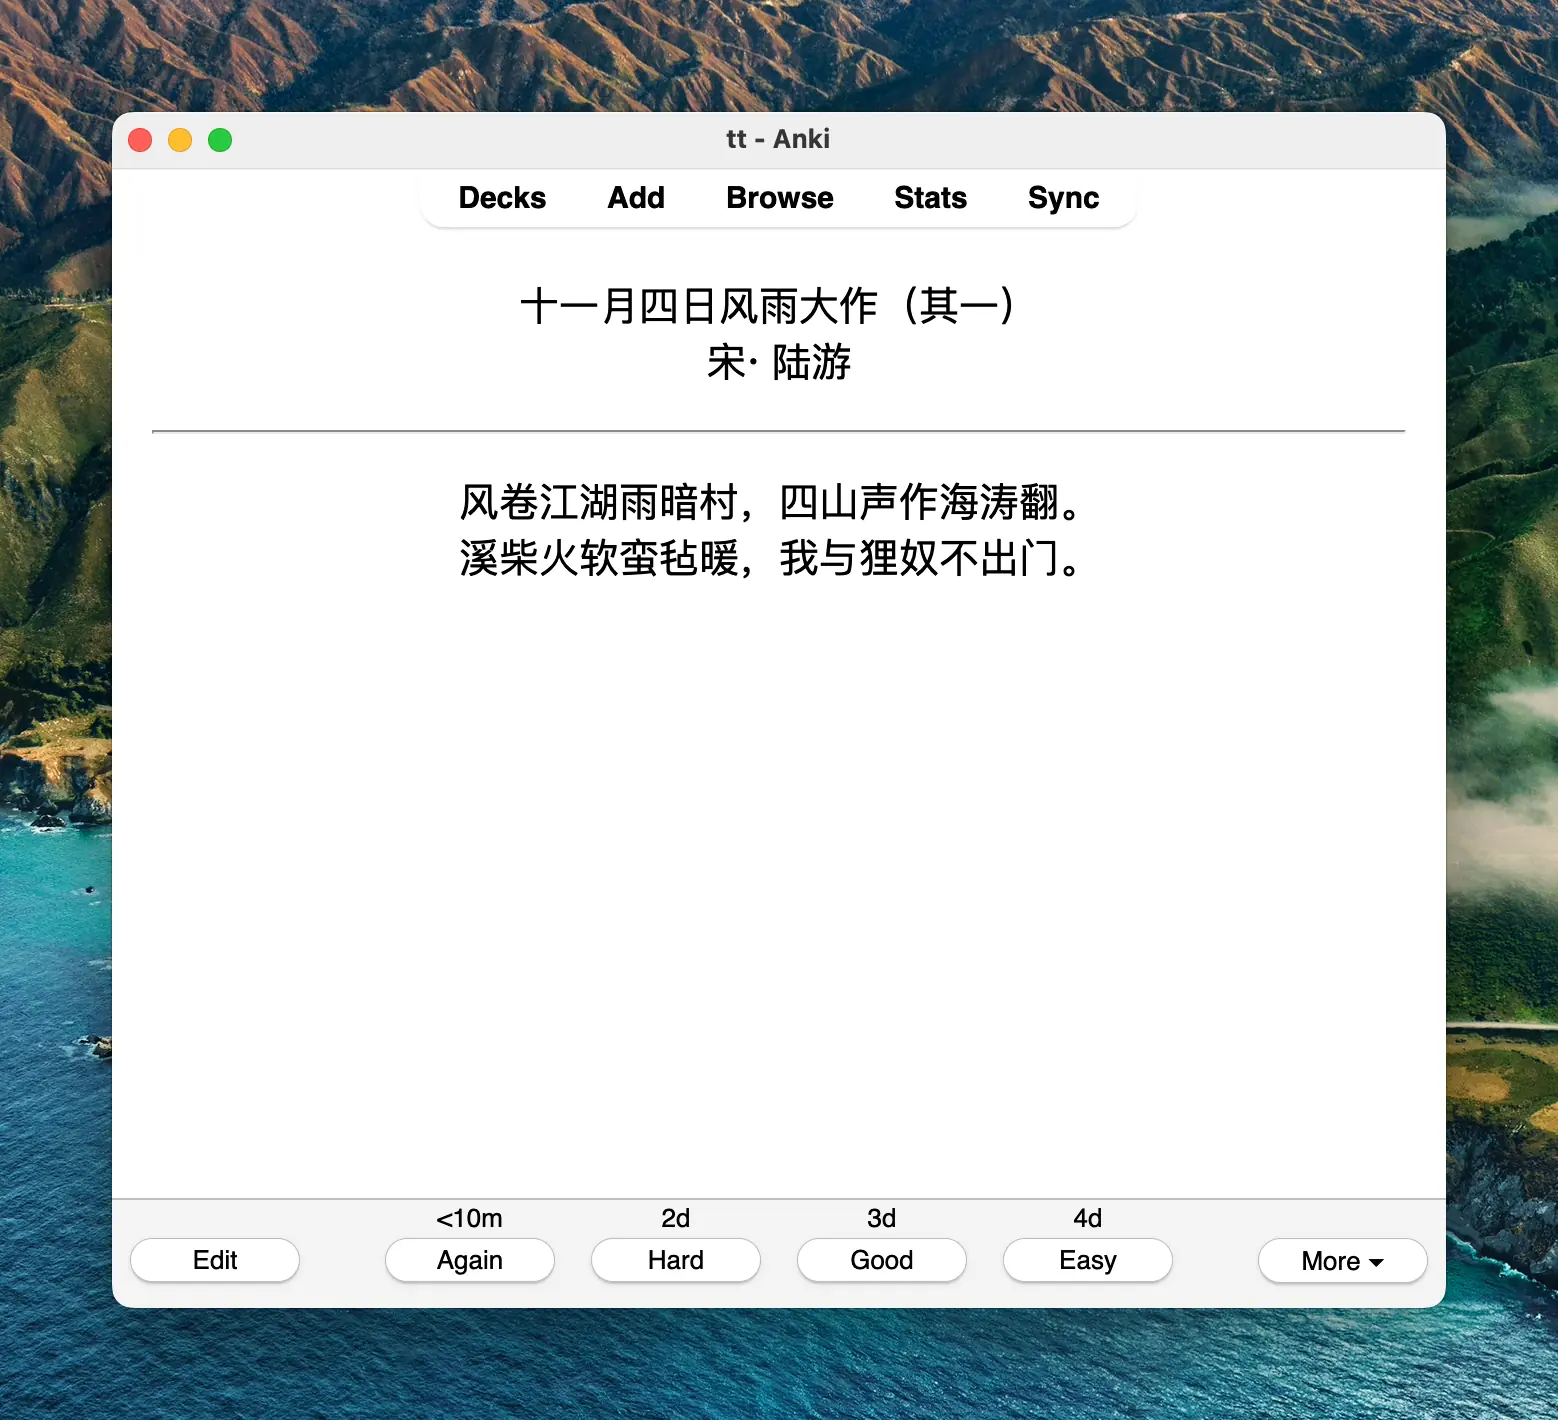 tt - Anki
Decks Add Browse Stats Sync
十一月四日风雨大作（其一）
宋· 陆游
风卷江湖雨暗村，四山声作海涛翻。
溪柴火软蛮毡暖，我与狸奴不出门。
<10m 2d 3d 4d
Edit Again Hard Good Easy More